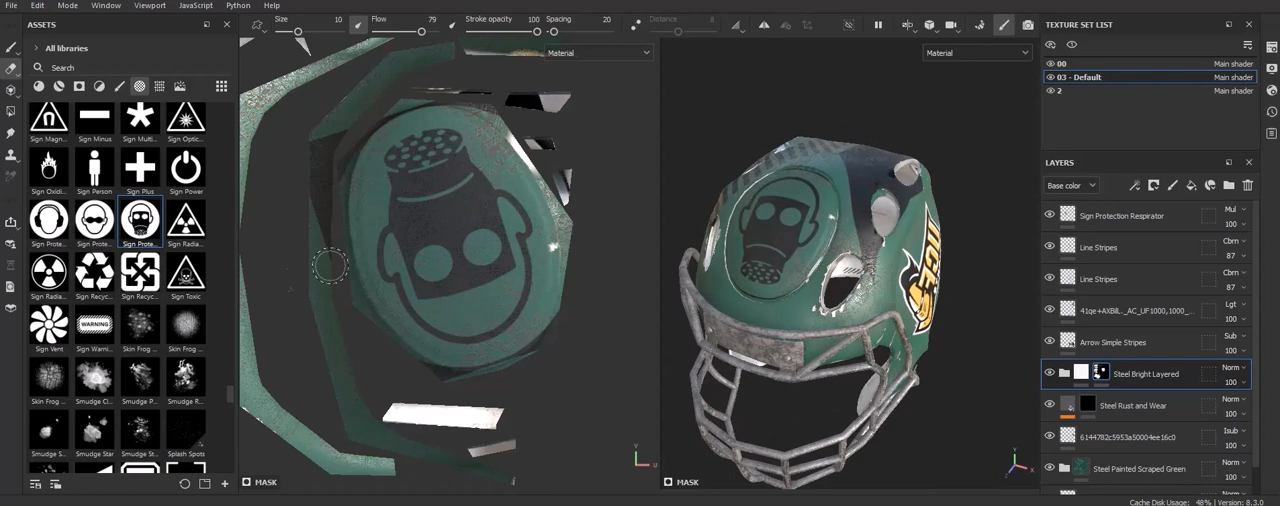 File Edit Mode Window Viewport JavaScript Python Help
Size 10 Flow 79 Stroke opacity 100 Spacing 20 Distance 8
ASSETS
All libraries
Search
Sign Magn... Sign Minus Sign Multi... Sign Optic...
Sign Oxidi... Sign Person Sign Plus Sign Power
Sign Prote... Sign Prote... Sign Prote... Sign Radia...
Sign Radia... Sign Recyc... Sign Recyc... Sign Toxic
WARNING
Sign Vent Sign Warni... Skin Frog ... Skin Frog ...
Skin Frog ... Smudge Cl... Smudge Star Smudge W...
Smudge S... Smudge S... Smudge S... Splash Spots
Material
MASK
Material
MASK
TEXTURE SET LIST
00 Main shader
03 - Default Main shader
2 Main shader
LAYERS
Base color
Sign Protection Respirator Mul 100
Line Stripes Cbrn 87
Line Stripes Cbrn 87
41qe+AXBilL._AC_UF1000,1000_... Lgt 100
Arrow Simple Stripes Sub 100
Steel Bright Layered Norm 100
Steel Rust and Wear Norm 100
6144782c5953a50004ee16c0 lsub 100
Steel Painted Scraped Green Norm 100
Norm
Cache Disk Usage: 48% | Version: 8.3.0